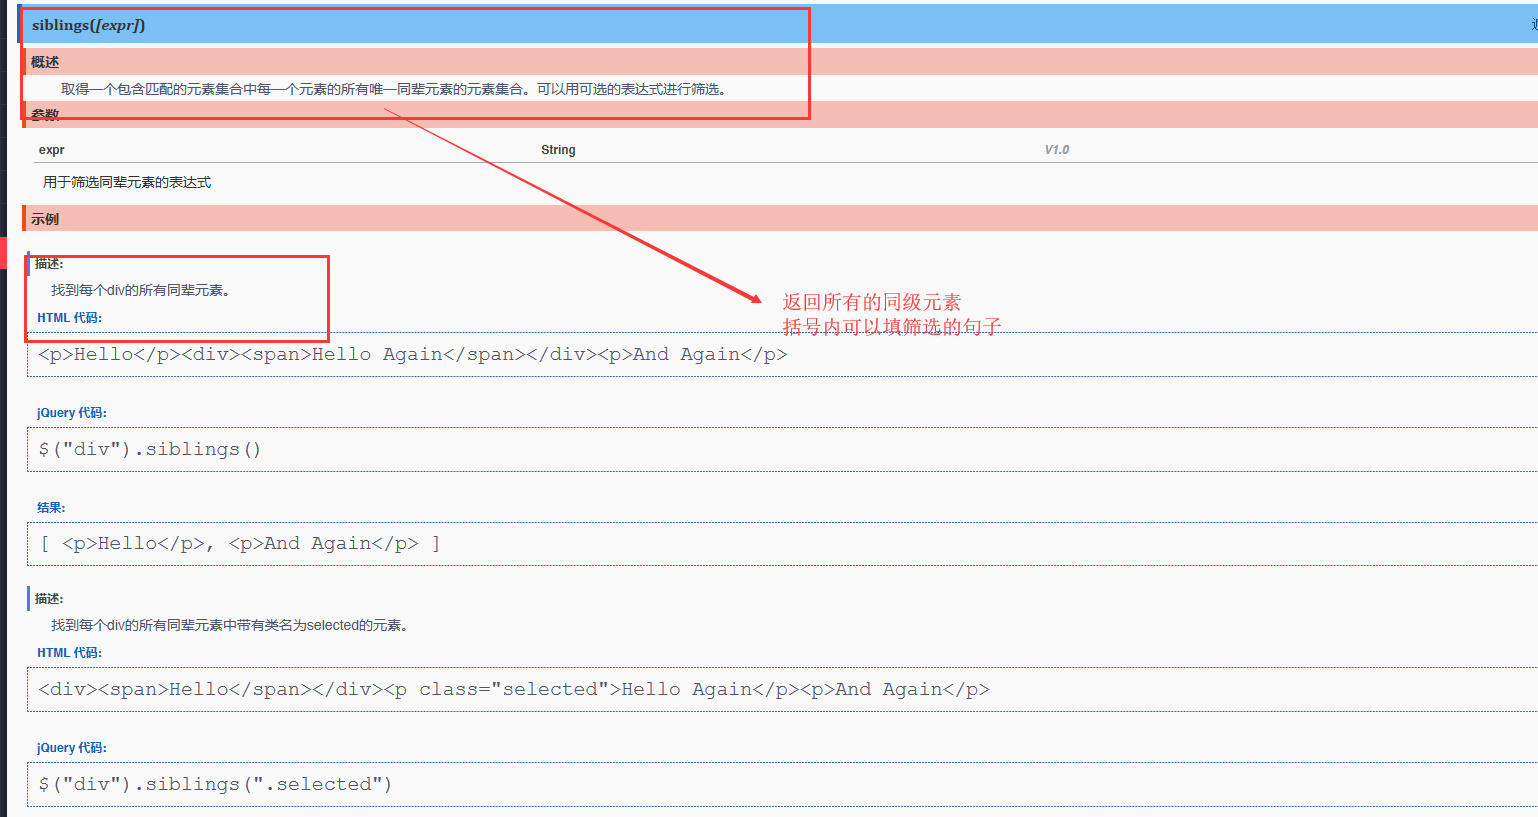 siblings([expr])
概述
取得一个包含匹配的元素集合中每一个元素的所有唯一同辈元素的元素集合。可以用可选的表达式进行筛选。
参数
expr String V1.0
用于筛选同辈元素的表达式
示例
描述:
找到每个div的所有同辈元素。
返回所有的同级元素
HTML 代码:
括号内可以填筛选的句子
<p>Hello</p><div><span>Hello Again</span></div><p>And Again</p>
jQuery 代码:
$("div").siblings()
结果:
[ <p>Hello</p>, <p>And Again</p> ]
描述:
找到每个div的所有同辈元素中带有类名为selected的元素。
HTML 代码:
<div><span>Hello</span></div><p class="selected">Hello Again</p><p>And Again</p>
jQuery 代码:
$("div").siblings(".selected")